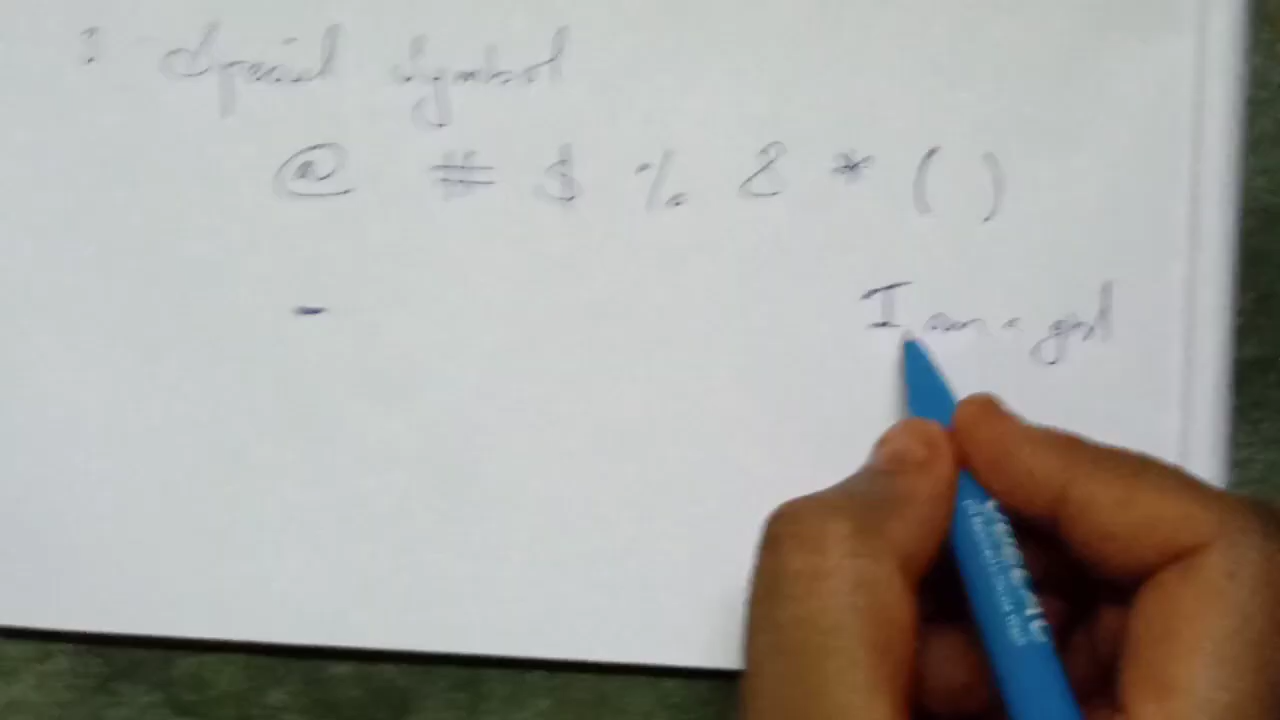 : Special Symbol
@ # $ % & * ( )
-
I am a girl